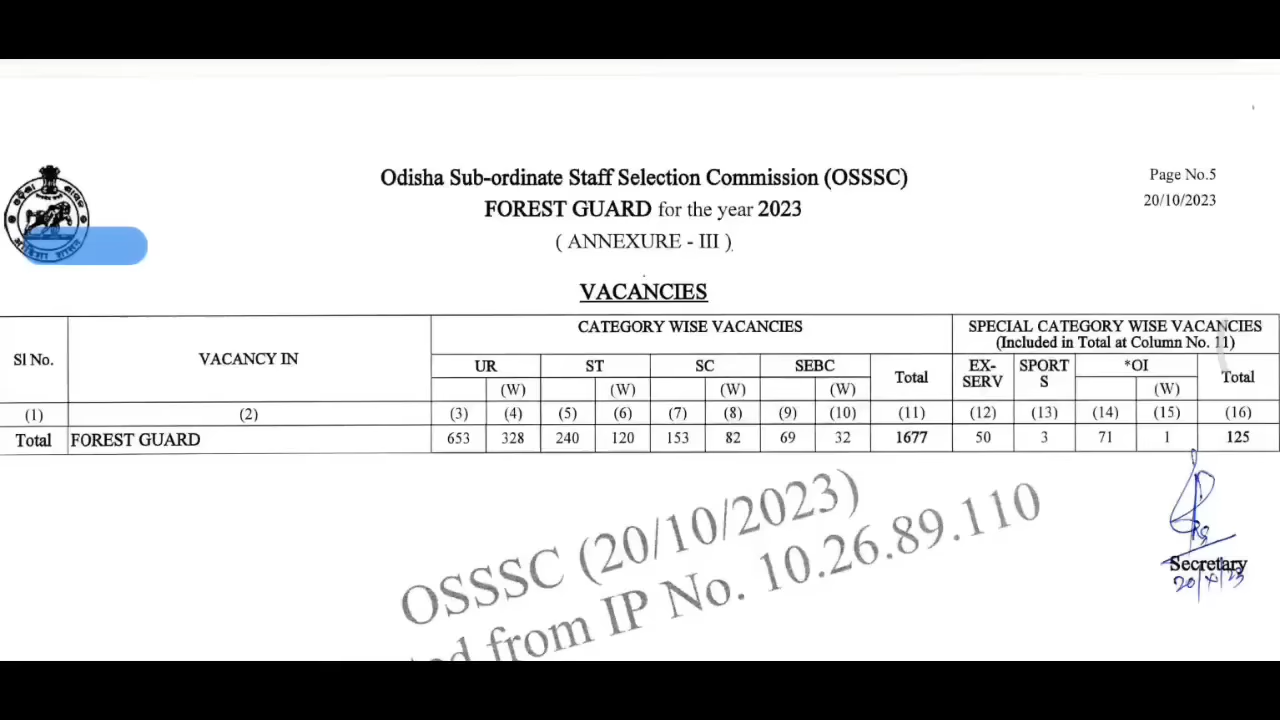 Odisha Sub-ordinate Staff Selection Commission (OSSSC)
FOREST GUARD for the year 2023
( ANNEXURE - III )
Page No.5
20/10/2023
VACANCIES
Sl No. VACANCY IN CATEGORY WISE VACANCIES SPECIAL CATEGORY WISE VACANCIES
(Included in Total at Column No. 11)
UR ST SC SEBC Total EX-SERV SPORTS *OI Total
(W) (W) (W) (W) (W)
(1) (2) (3) (4) (5) (6) (7) (8) (9) (10) (11) (12) (13) (14) (15) (16)
Total FOREST GUARD 653 328 240 120 153 82 69 32 1677 50 3 71 1 125
Secretary
20/X/23
OSSSC (20/10/2023)
from IP No. 10.26.89.110